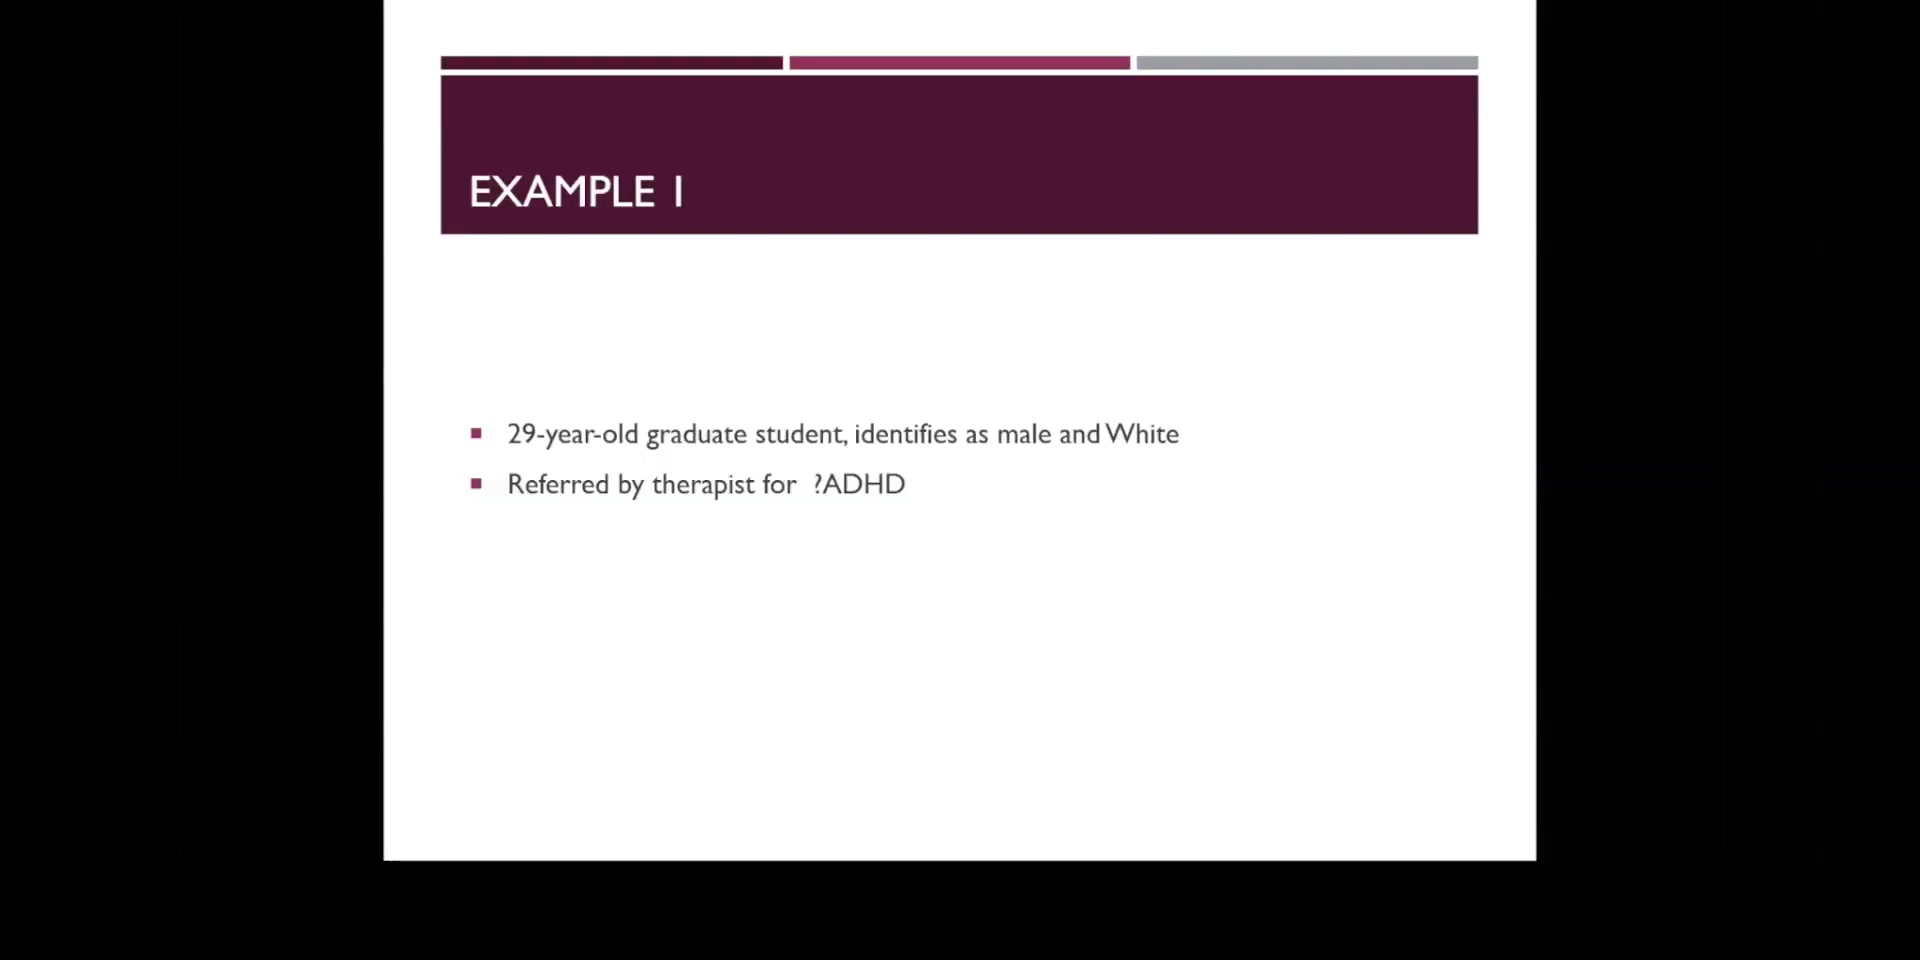 EXAMPLE 1
29-year-old graduate student, identifies as male and White
Referred by therapist for ?ADHD